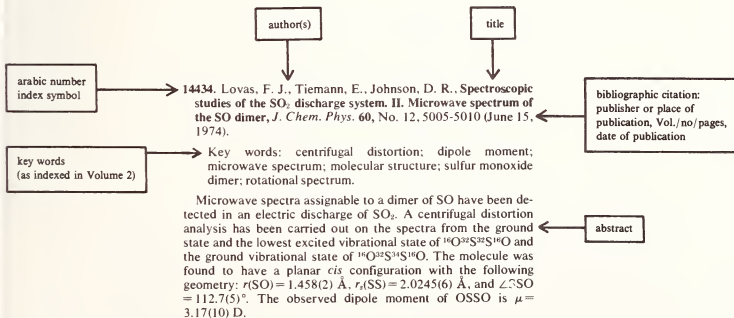 author(s)
title
arabic number
index symbol
14434. Lovas, F. J., Tiemann, E., Johnson, D. R., Spectroscopic
studies of the SO₂ discharge system. II. Microwave spectrum of
the SO dimer, J. Chem. Phys. 60, No. 12, 5005-5010 (June 15,
1974).
bibliographic citation:
publisher or place of
publication, Vol./no/pages,
date of publication
key words
(as indexed in Volume 2)
Key words: centrifugal distortion; dipole moment;
microwave spectrum; molecular structure; sulfur monoxide
dimer; rotational spectrum.
Microwave spectra assignable to a dimer of SO have been de-
tected in an electric discharge of SO₂. A centrifugal distortion
analysis has been carried out on the spectra from the ground
state and the lowest excited vibrational state of ¹⁶O³²S³²S¹⁶O and
the ground vibrational state of ¹⁶O³²S³⁴S¹⁶O. The molecule was
found to have a planar cis configuration with the following
geometry: r(SO) = 1.458(2) Å, rₛ(SS) = 2.0245(6) Å, and
= 112.7(5)°. The observed dipole moment of OSSO is μ=
3.17(10) D.
abstract